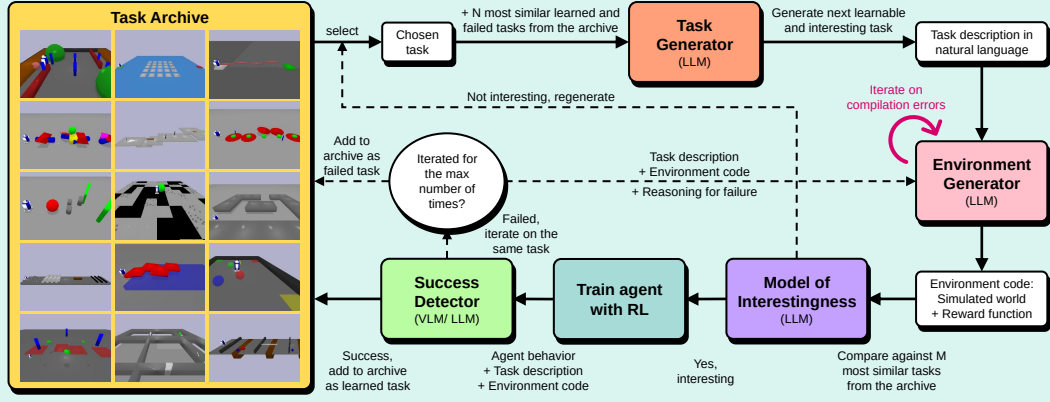 Task Archive
select
Chosen
task
+ N most similar learned and
failed tasks from the archive
Task
Generator
(LLM)
Generate next learnable
and interesting task
Task description in
natural language
Not interesting, regenerate
Iterate on
compilation errors
Add to
archive as
failed task
Iterated for
the max
number of
times?
Task description
+ Environment code
+ Reasoning for failure
Environment
Generator
(LLM)
Failed,
iterate on the
same task
Success
Detector
(VLM/ LLM)
Train agent
with RL
Model of
Interestingness
(LLM)
Environment code:
Simulated world
+ Reward function
Success,
add to archive
as learned task
Agent behavior
+ Task description
+ Environment code
Yes,
interesting
Compare against M
most similar tasks
from the archive